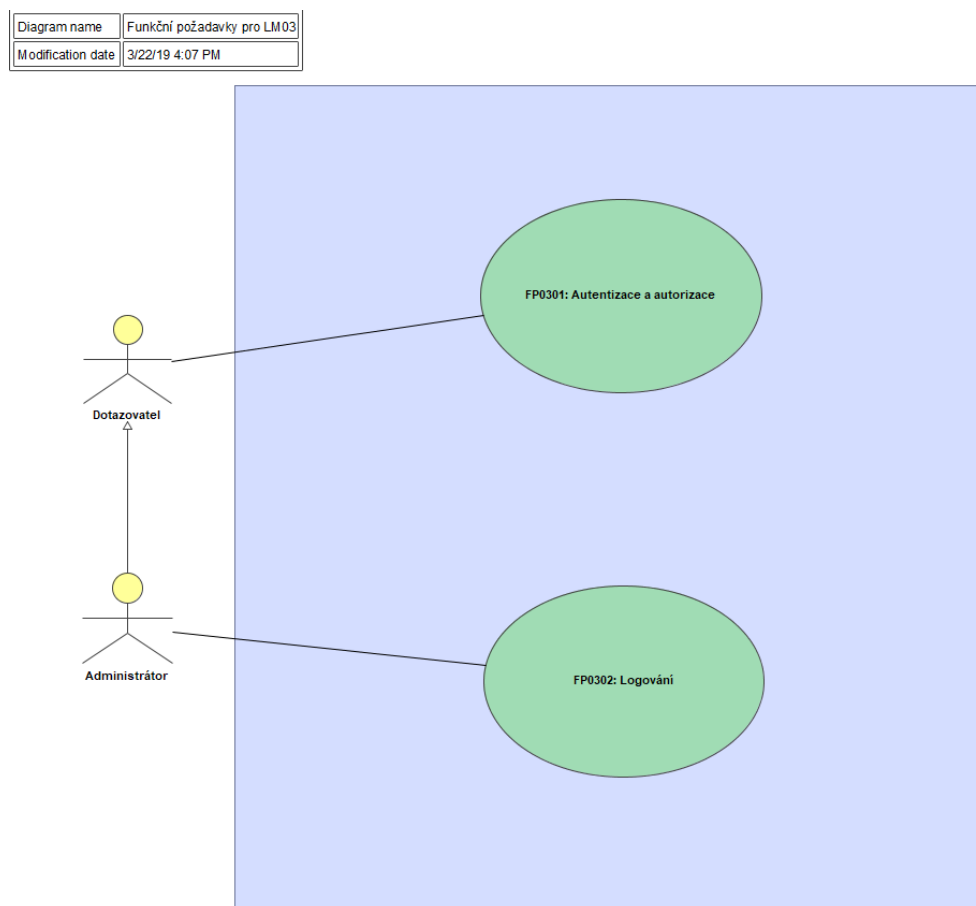 Diagram name Funkční požadavky pro LM03
Modification date 3/22/19 4:07 PM
FP0301: Autentizace a autorizace
Dotazovatel
Administrátor
FP0302: Logování